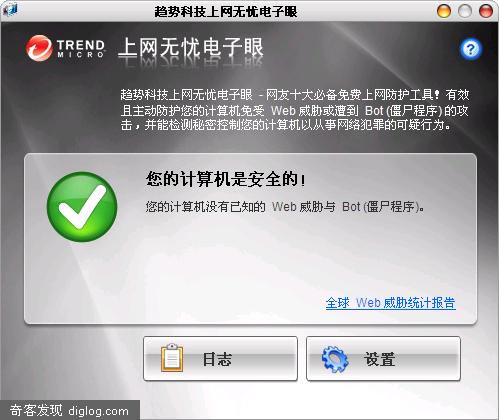 趋势科技上网无忧电子眼
TREND
MICRO
上网无忧电子眼
?
趋势科技上网无忧电子眼 - 网友十大必备免费上网防护工具！有效
且主动防护您的计算机免受 Web 威胁或遭到 Bot (僵尸程序) 的攻
击，并能检测秘密控制您的计算机以从事网络犯罪的可疑行为。
您的计算机是安全的！
您的计算机没有已知的 Web 威胁与 Bot (僵尸程序)。
全球 Web 威胁统计报告
日志
设置
奇客发现 diglog.com